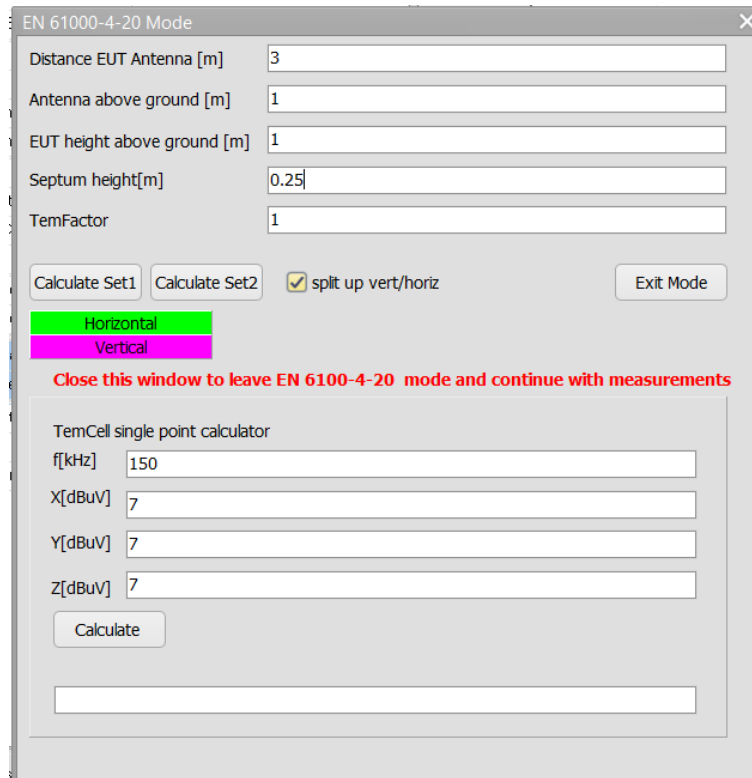 EN 61000-4-20 Mode
Distance EUT Antenna [m] 3
Antenna above ground [m] 1
EUT height above ground [m] 1
Septum height[m] 0.25
TemFactor 1
Calculate Set1 Calculate Set2 split up vert/horiz Exit Mode
Horizontal
Vertical
Close this window to leave EN 6100-4-20 mode and continue with measurements
TemCell single point calculator
f[kHz] 150
X[dBuV] 7
Y[dBuV] 7
Z[dBuV] 7
Calculate